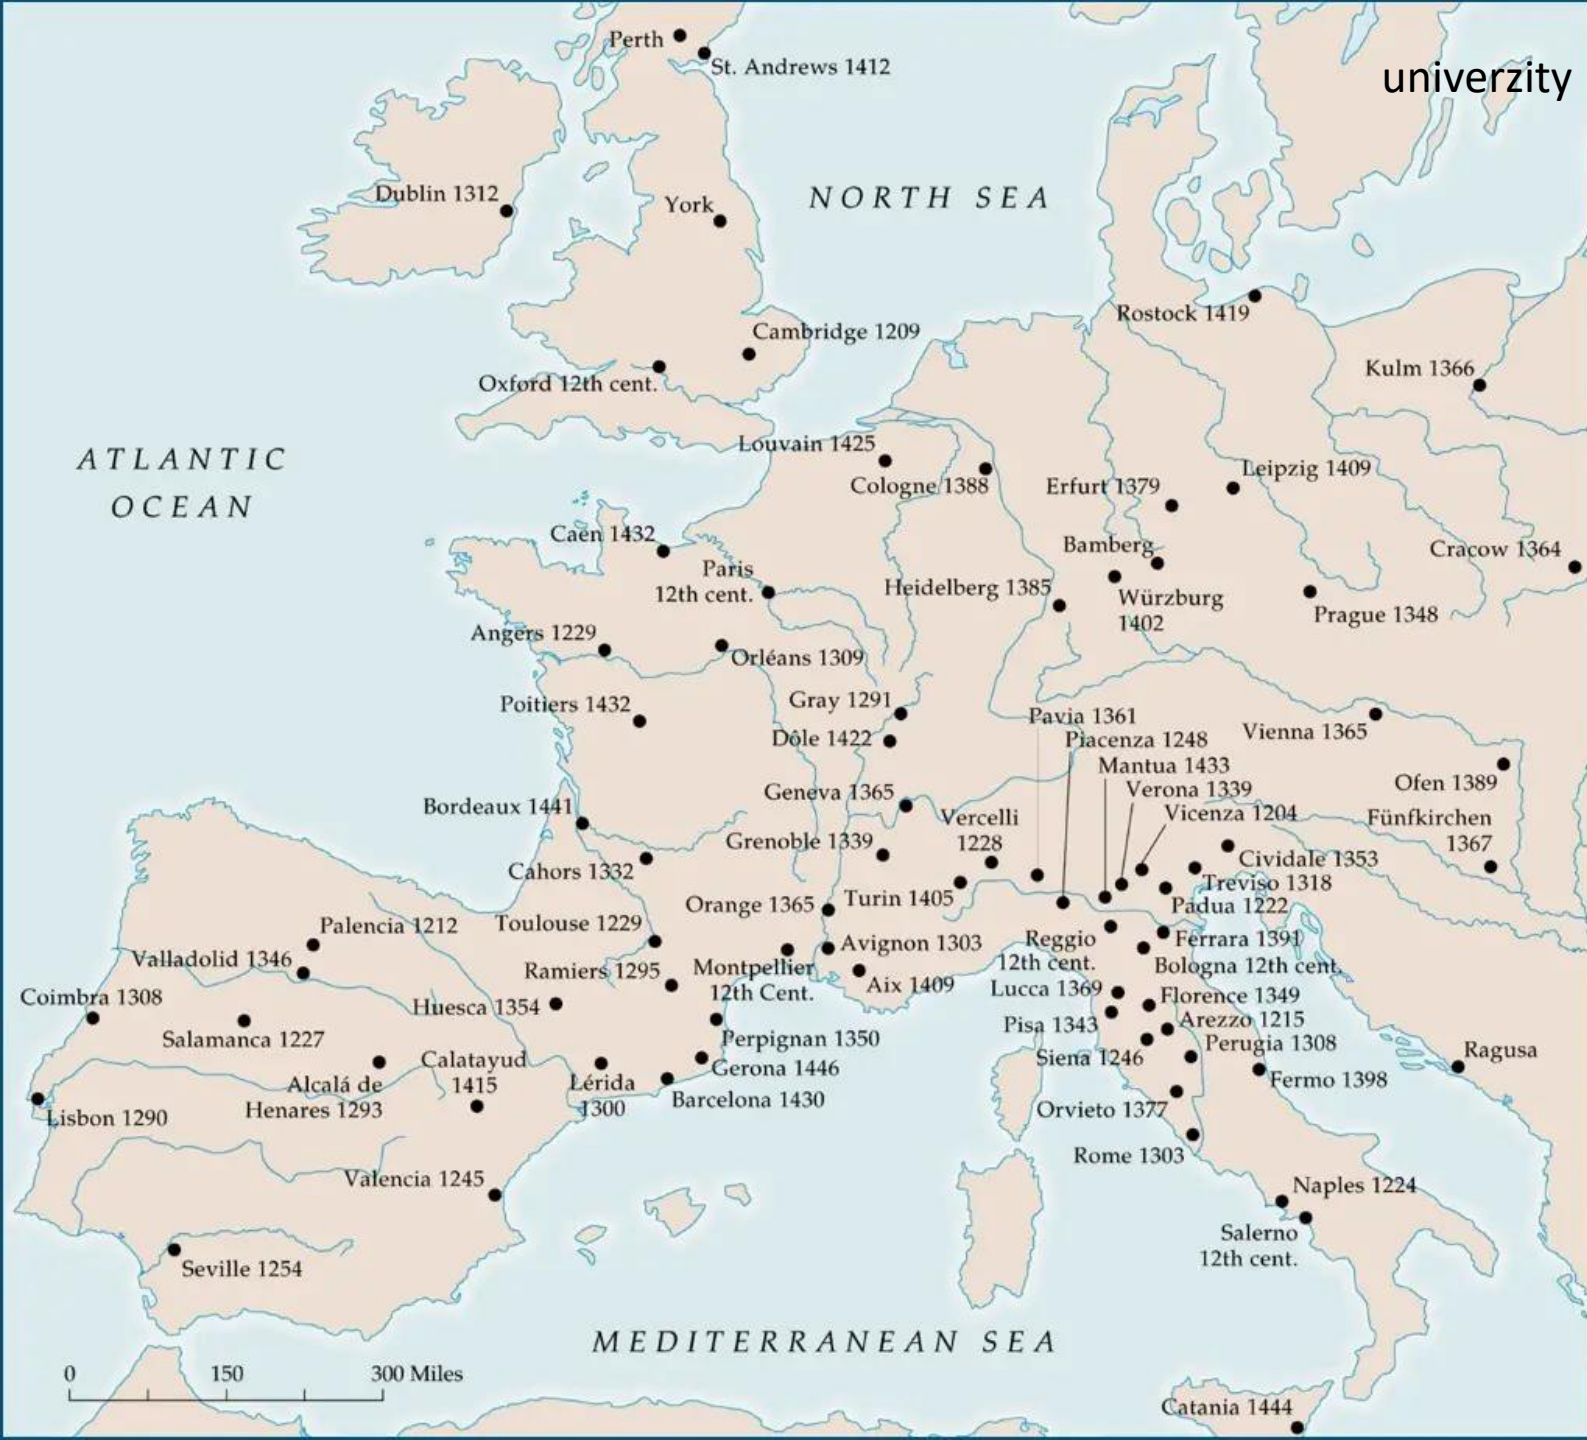 univerzity
Perth
St. Andrews 1412
Dublin 1312
York
NORTH SEA
Rostock 1419
Cambridge 1209
Kulm 1366
Oxford 12th cent.
ATLANTIC
OCEAN
Louvain 1425
Cologne 1388
Erfurt 1379
Leipzig 1409
Caen 1432
Bamberg
Cracow 1364
Paris
12th cent.
Heidelberg 1385
Würzburg
1402
Prague 1348
Angers 1229
Orléans 1309
Poitiers 1432
Gray 1291
Pavia 1361
Dôle 1422
Piacenza 1248
Vienna 1365
Mantua 1433
Ofen 1389
Geneva 1365
Verona 1339
Bordeaux 1441
Vercelli
1228
Vicenza 1204
Fünfkirchen
1367
Grenoble 1339
Cividale 1353
Cahors 1332
Treviso 1318
Orange 1365
Turin 1405
Padua 1222
Palencia 1212
Toulouse 1229
Avignon 1303
Reggio
12th cent.
Ferrara 1391
Valladolid 1346
Ramiers 1295
Montpellier
12th Cent.
Bologna 12th cent.
Aix 1409
Coimbra 1308
Huesca 1354
Lucca 1369
Florence 1349
Salamanca 1227
Pisa 1343
Arezzo 1215
Perpignan 1350
Perugia 1308
Siena 1246
Ragusa
Calatayud
1415
Gerona 1446
Alcalá de
Henares 1293
Lérida
1300
Fermo 1398
Barcelona 1430
Lisbon 1290
Orvieto 1377
Rome 1303
Valencia 1245
Naples 1224
Salerno
12th cent.
Seville 1254
MEDITERRANEAN SEA
0 150 300 Miles
Catania 1444